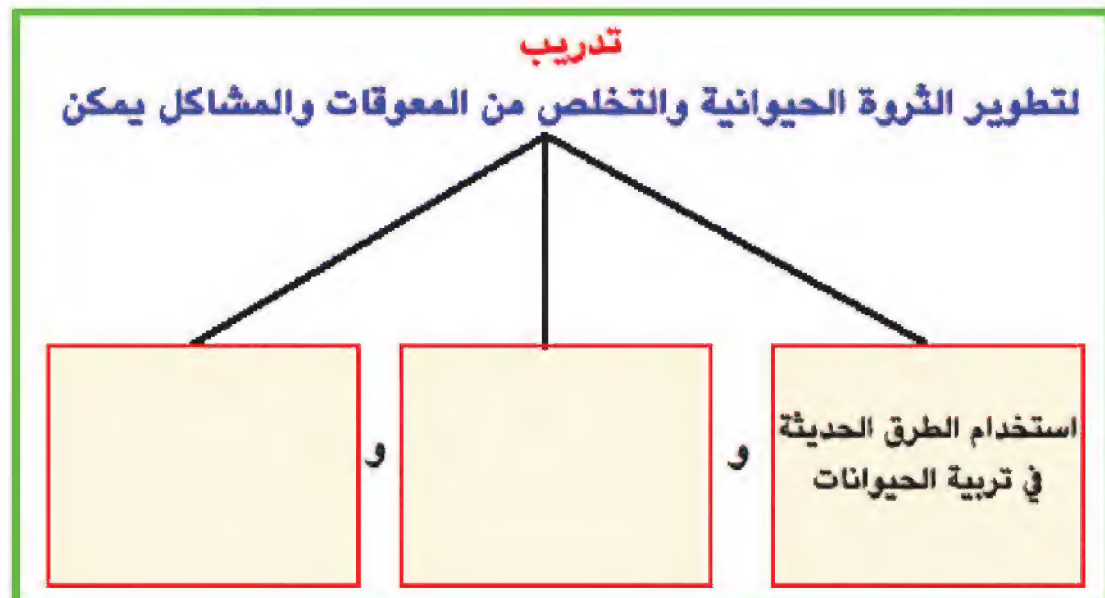 تدريب
لتطوير الثروة الحيوانية والتخلص من المعوقات والمشاكل يمكن
استخدام الطرق الحديثة
في تربية الحيوانات
و
و